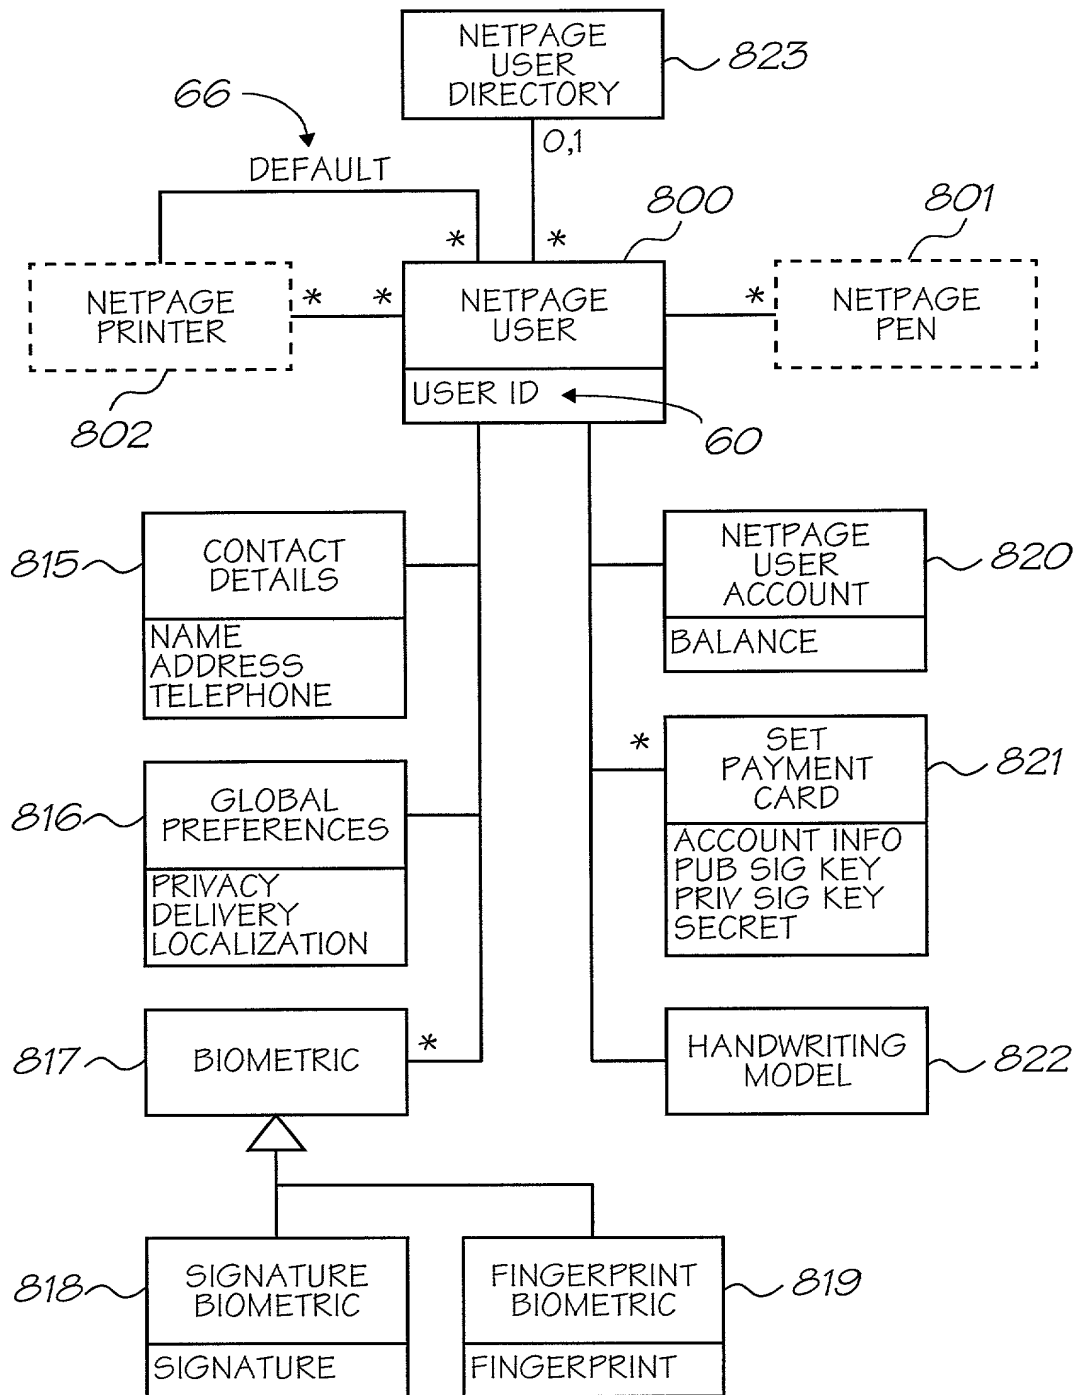 NETPAGE
USER
DIRECTORY
823
66
0,1
DEFAULT
800
801
*
*
NETPAGE
PRINTER
*
*
NETPAGE
USER
*
NETPAGE
PEN
USER ID
802
60
815
CONTACT
DETAILS
NAME
ADDRESS
TELEPHONE
NETPAGE
USER
ACCOUNT
820
BALANCE
816
GLOBAL
PREFERENCES
PRIVACY
DELIVERY
LOCALIZATION
*
SET
PAYMENT
CARD
821
ACCOUNT INFO
PUB SIG KEY
PRIV SIG KEY
SECRET
817
BIOMETRIC
*
HANDWRITING
MODEL
822
818
SIGNATURE
BIOMETRIC
SIGNATURE
FINGERPRINT
BIOMETRIC
819
FINGERPRINT